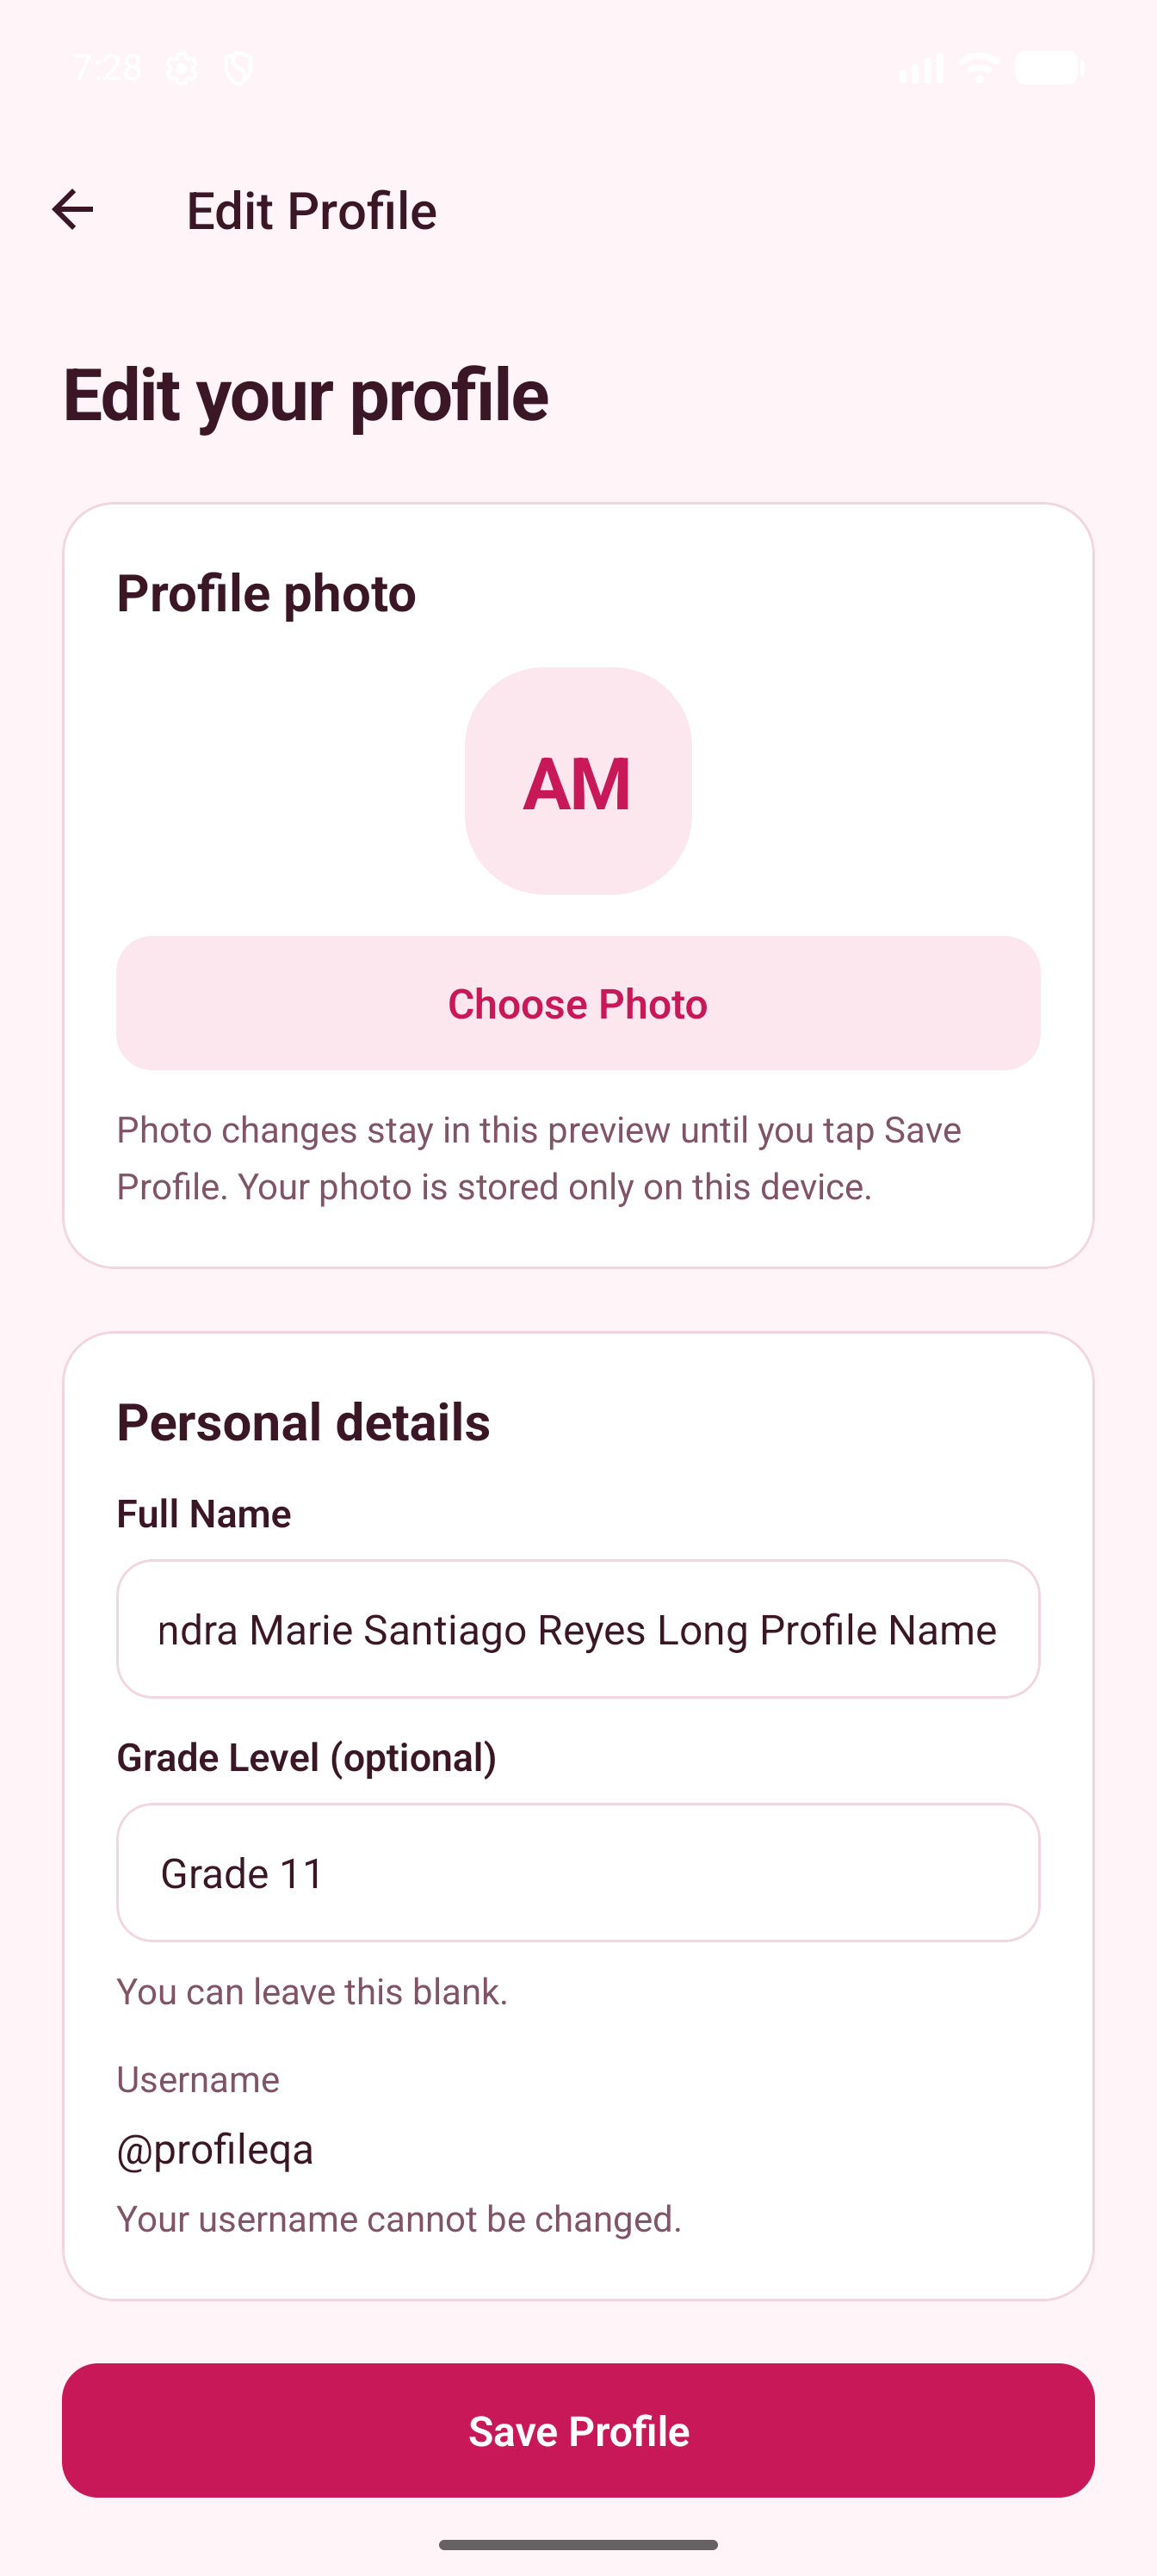 7:28
Edit Profile
Edit your profile
Profile photo
AM
Choose Photo
Photo changes stay in this preview until you tap Save
Profile. Your photo is stored only on this device.
Personal details
Full Name
ndra Marie Santiago Reyes Long Profile Name
Grade Level (optional)
Grade 11
You can leave this blank.
Username
@profileqa
Your username cannot be changed.
Save Profile